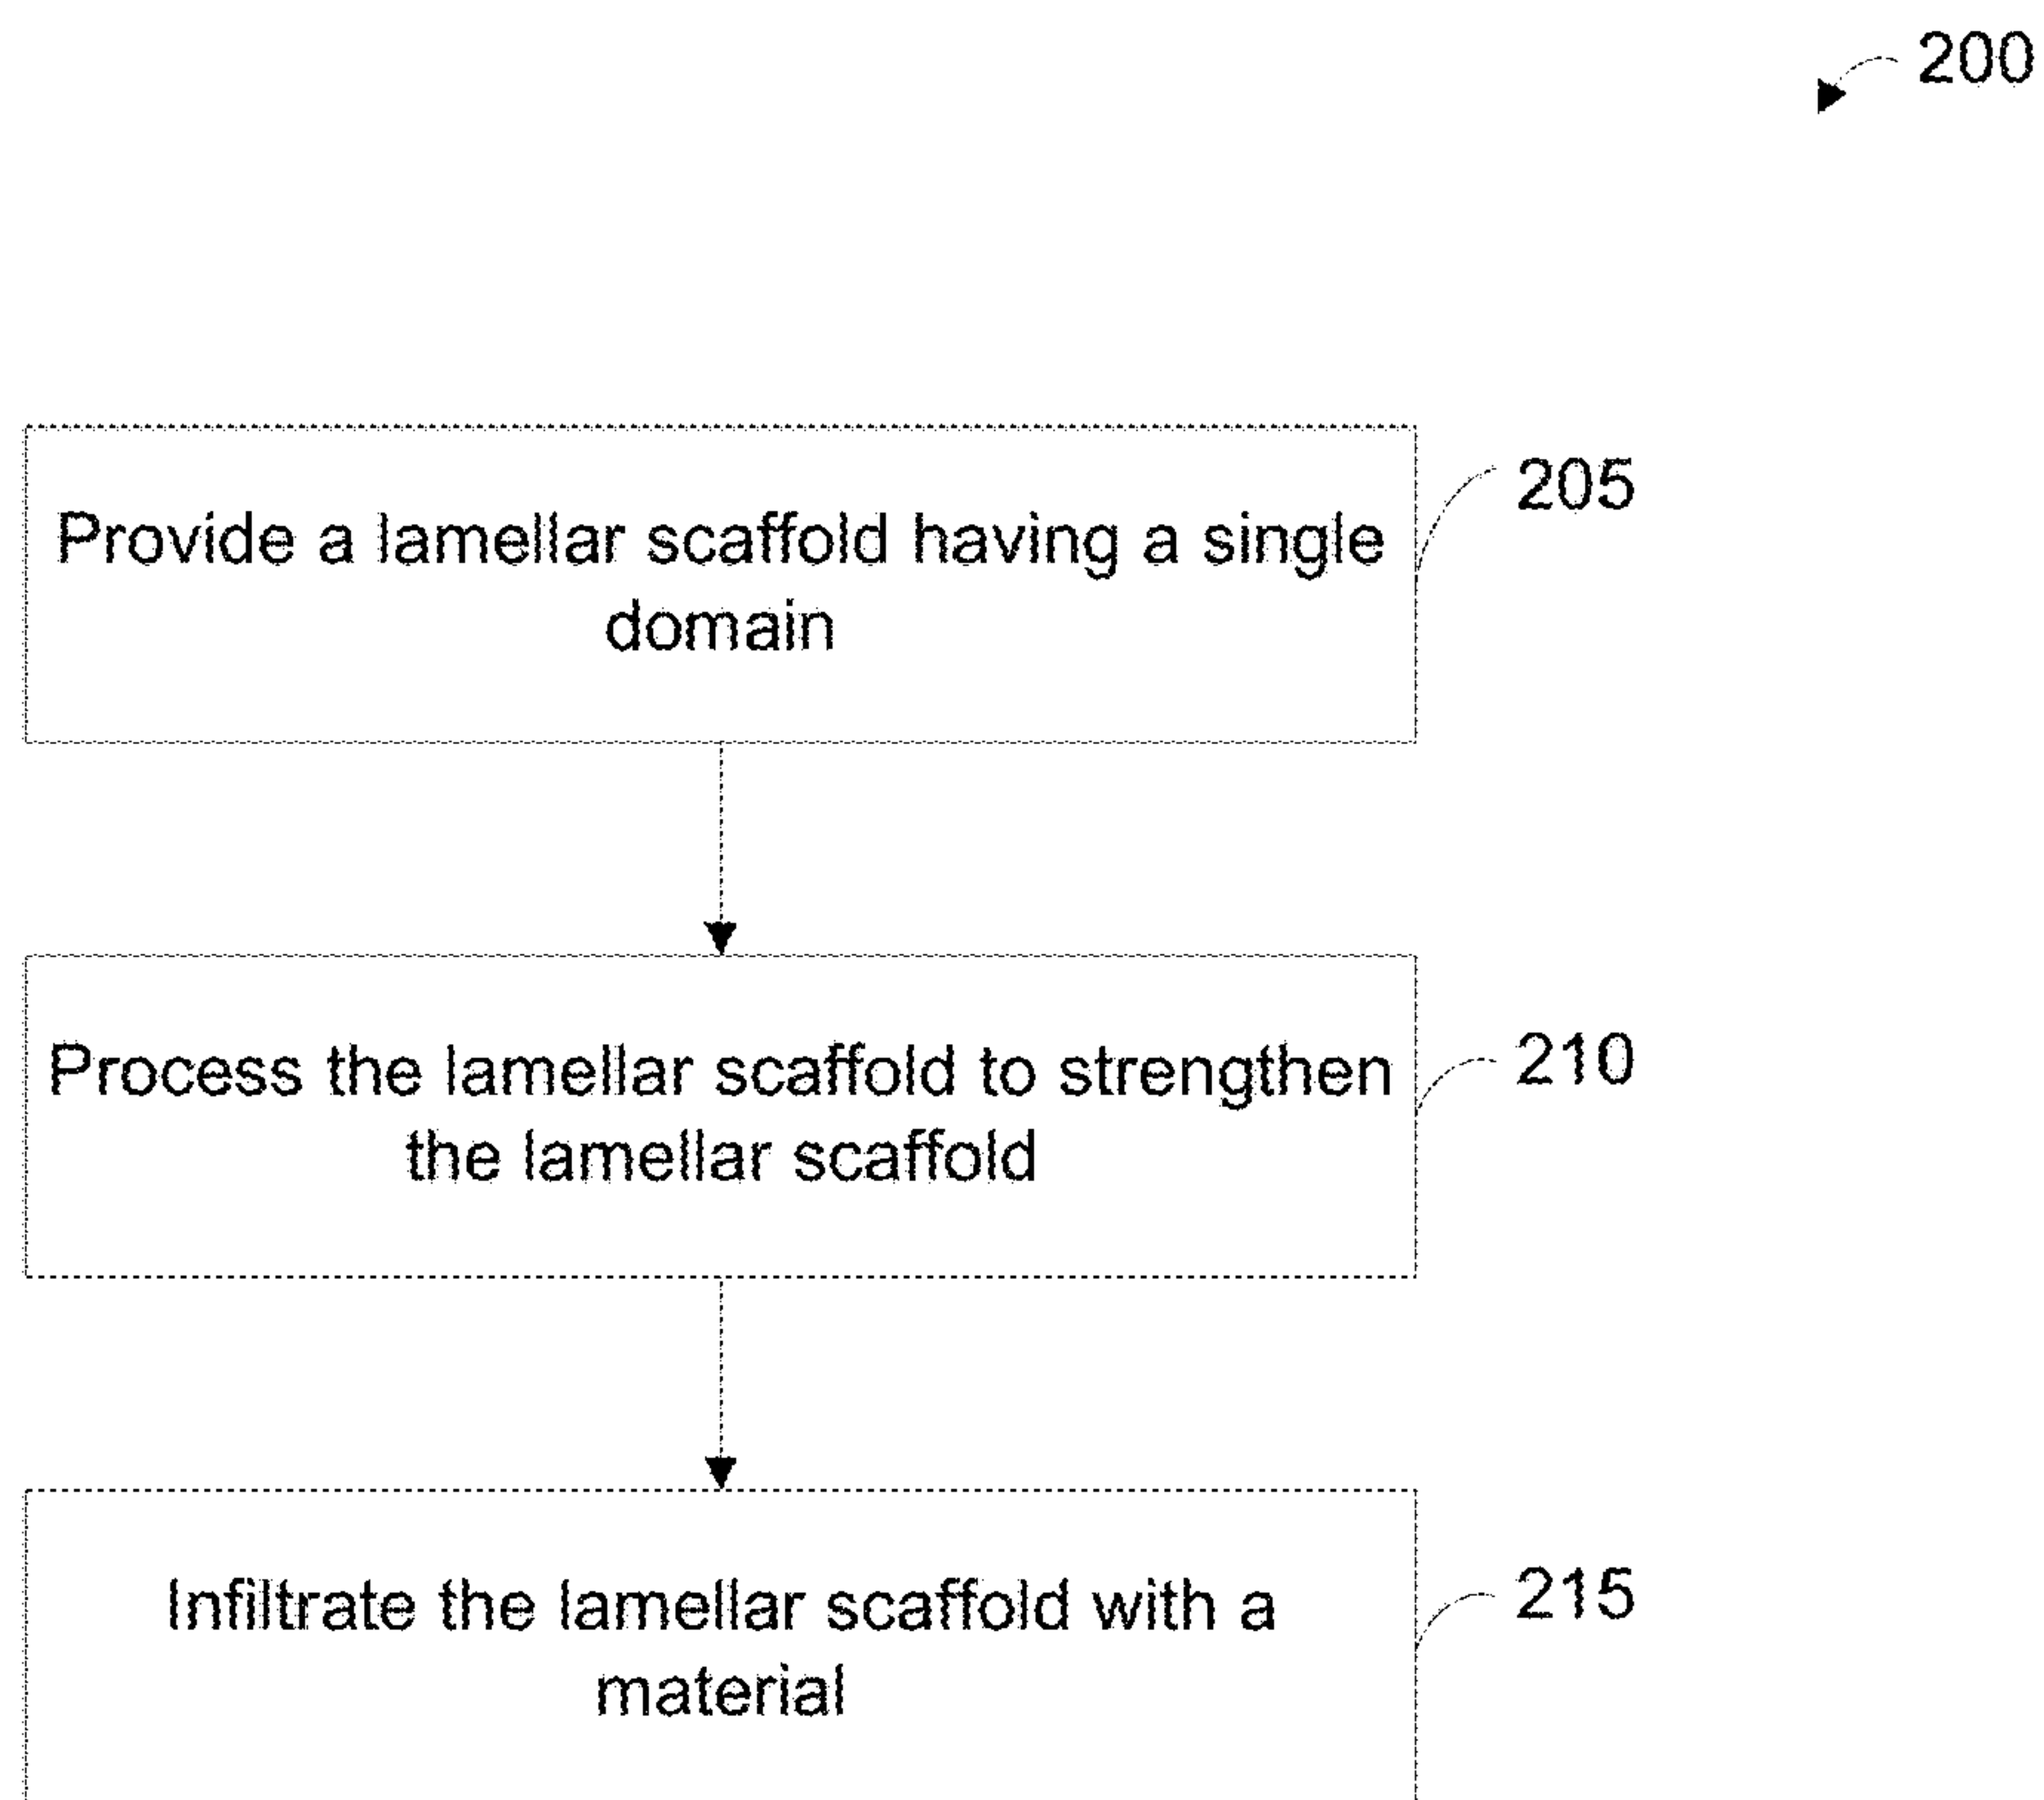 200
Provide a lamellar scaffold having a single
domain
205
Process the lamellar scaffold to strengthen
the lamellar scaffold
210
Infiltrate the lamellar scaffold with a
material
215